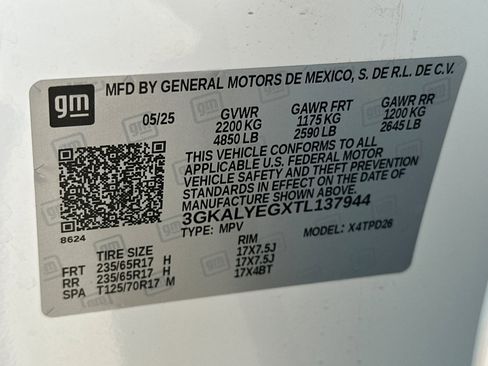 gm
MFD BY GENERAL MOTORS DE MEXICO, S. DE R.L. DE C.V.
05/25 GVWR GAWR FRT GAWR RR
2200 KG 1175 KG 1200 KG
4850 LB 2590 LB 2645 LB
THIS VEHICLE CONFORMS TO ALL
APPLICABLE U.S. FEDERAL MOTOR
VEHICLE SAFETY AND THEFT PREVENTION
STANDARDS IN EFFECT ON THE DATE OF
MANUFACTURE SHOWN ABOVE.
3GKALYEGXTL137944
8624 TYPE: MPV MODEL: X4TPD26
TIRE SIZE RIM
FRT 235/65R17 H 17X7.5J
RR 235/65R17 H 17X7.5J
SPA T125/70R17 M 17X4BT